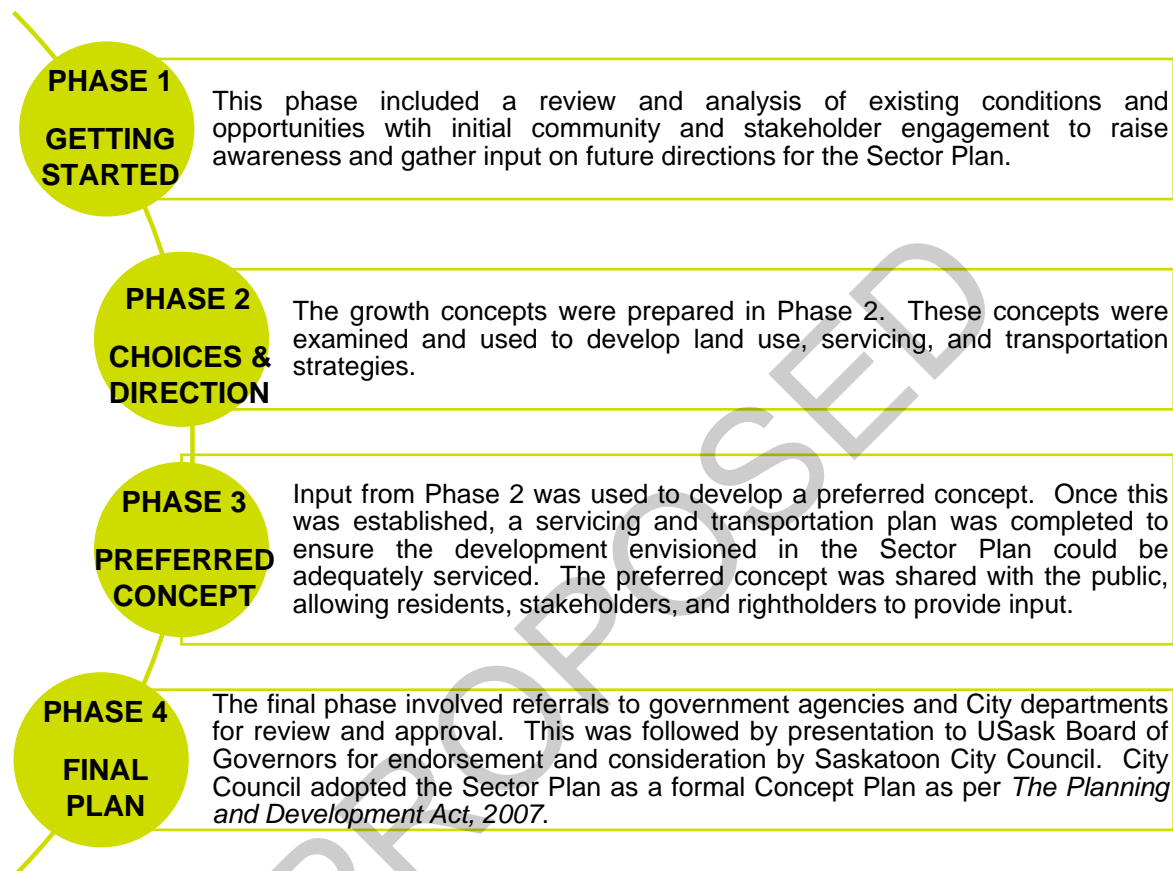 PHASE 1
GETTING
STARTED
This phase included a review and analysis of existing conditions and
opportunities wtih initial community and stakeholder engagement to raise
awareness and gather input on future directions for the Sector Plan.
PHASE 2
CHOICES &
DIRECTION
The growth concepts were prepared in Phase 2. These concepts were
examined and used to develop land use, servicing, and transportation
strategies.
PHASE 3
PREFERRED
CONCEPT
Input from Phase 2 was used to develop a preferred concept. Once this
was established, a servicing and transportation plan was completed to
ensure the development envisioned in the Sector Plan could be
adequately serviced. The preferred concept was shared with the public,
allowing residents, stakeholders, and rightholders to provide input.
PHASE 4
FINAL
PLAN
The final phase involved referrals to government agencies and City departments
for review and approval. This was followed by presentation to USask Board of
Governors for endorsement and consideration by Saskatoon City Council. City
Council adopted the Sector Plan as a formal Concept Plan as per The Planning
and Development Act, 2007.
PROPOSED